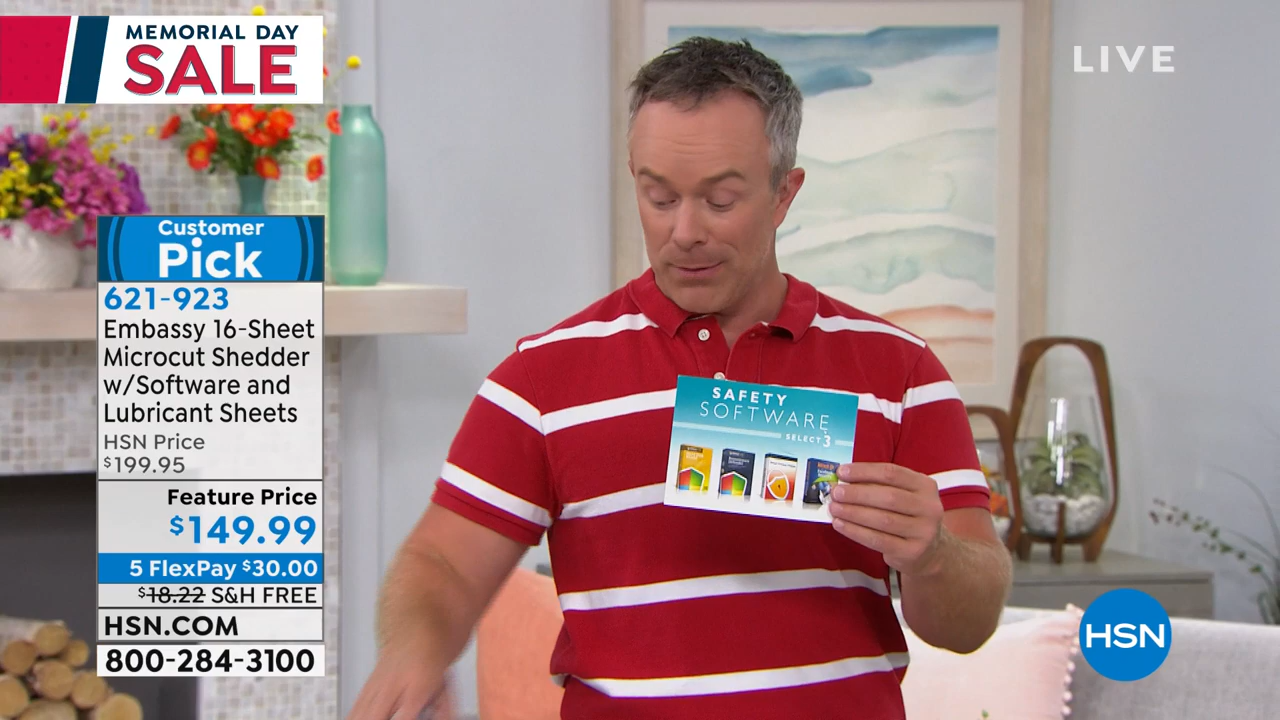 MEMORIAL DAY
SALE
LIVE
Customer
Pick
621-923
Embassy 16-Sheet
Microcut Shedder
w/Software and
Lubricant Sheets
HSN Price
$199.95
Feature Price
$149.99
5 FlexPay $30.00
$18.22 S&H FREE
HSN.COM
800-284-3100
SAFETY
SOFTWARE
SELECT 3
HSN